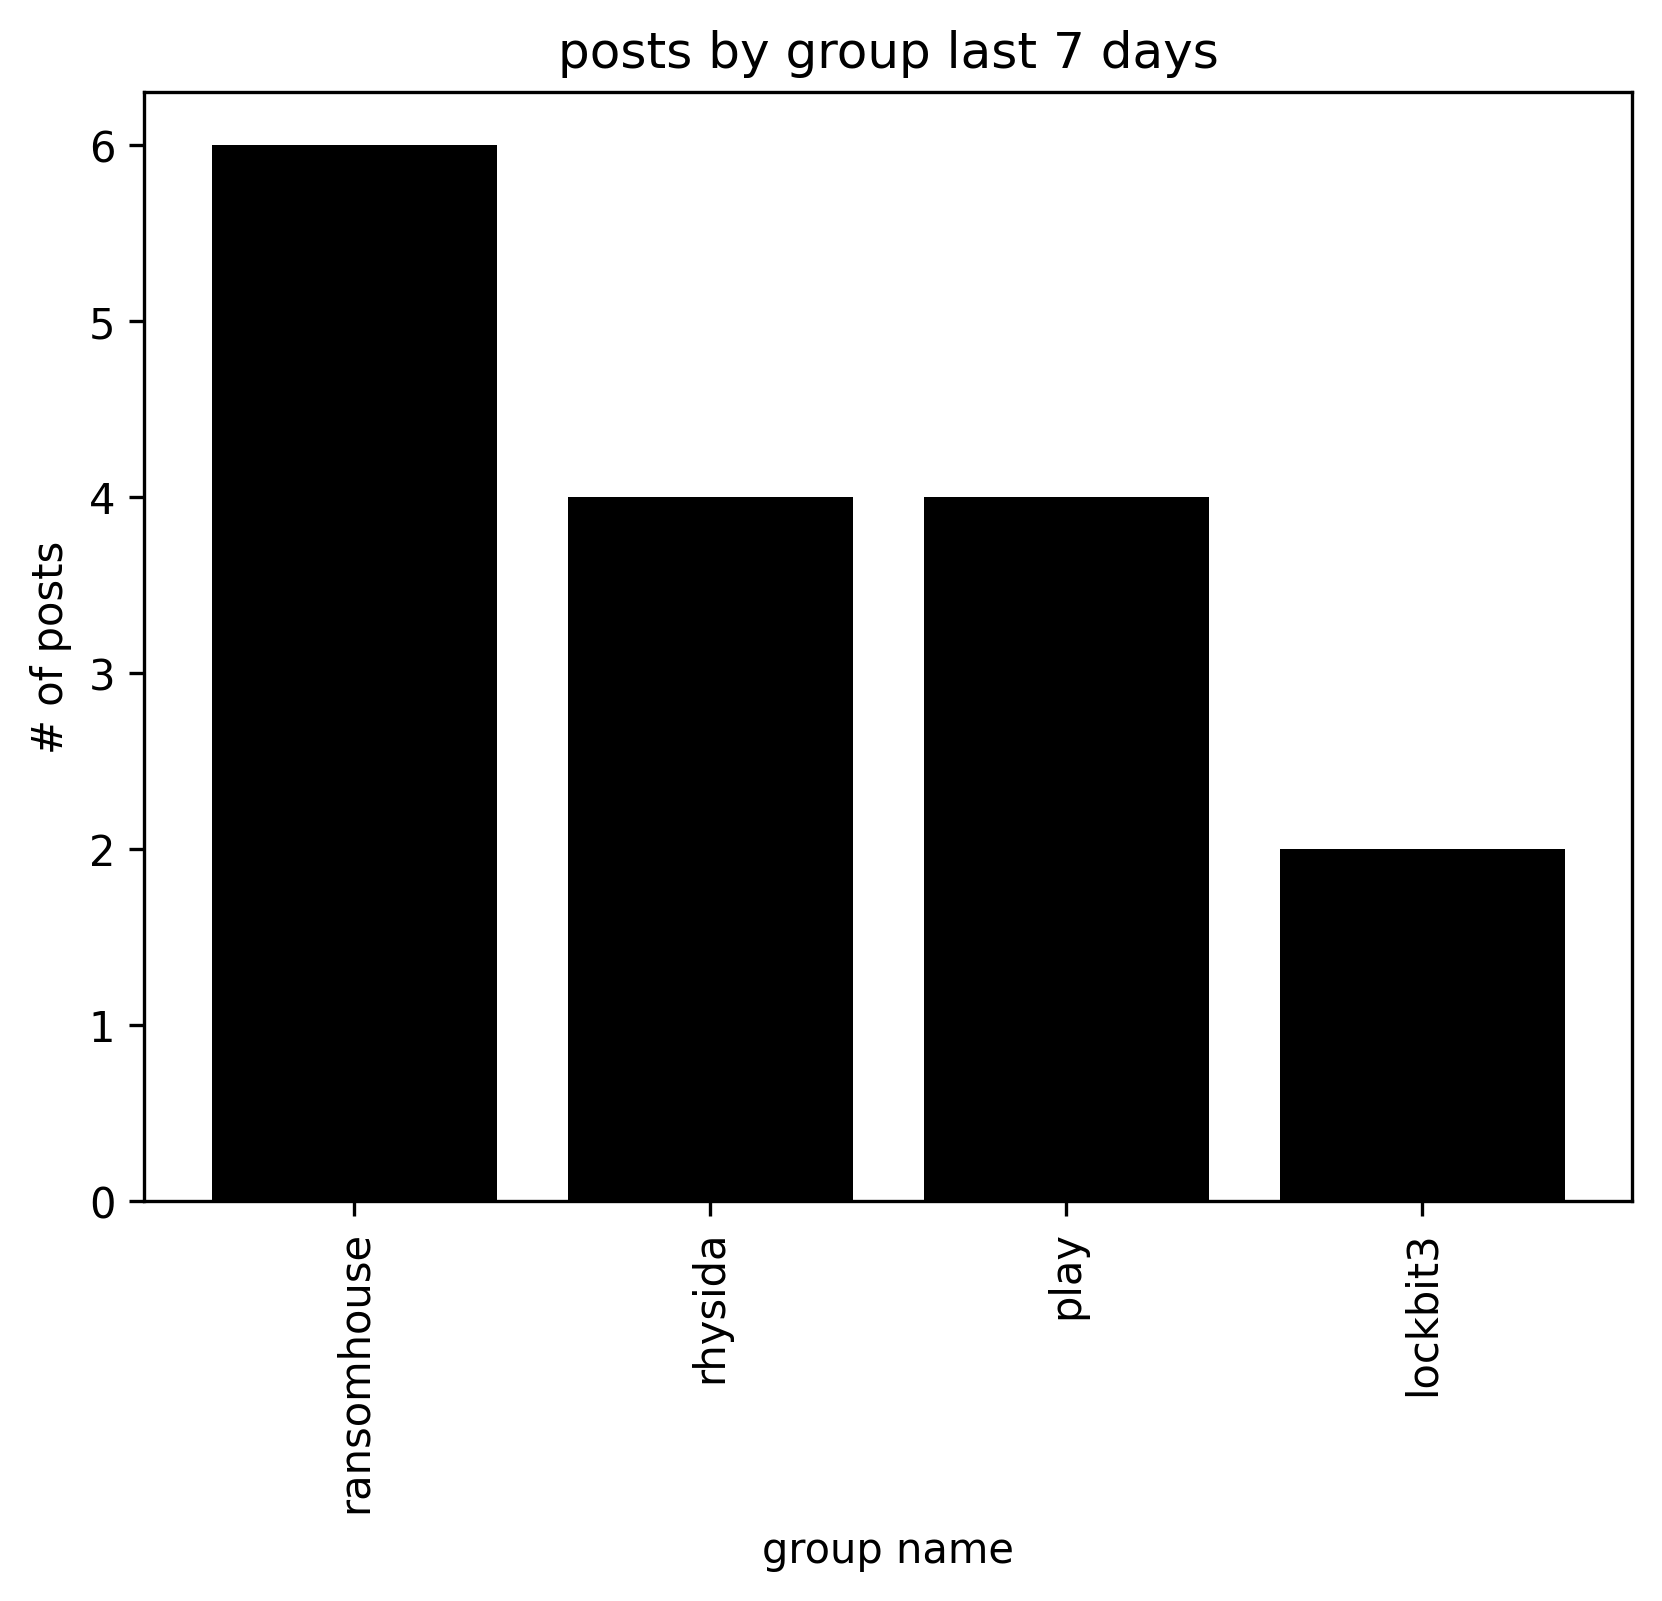 posts by group last 7 days
# of posts
6
5
4
3
2
1
0
ransomhouse
rhysida
play
lockbit3
group name